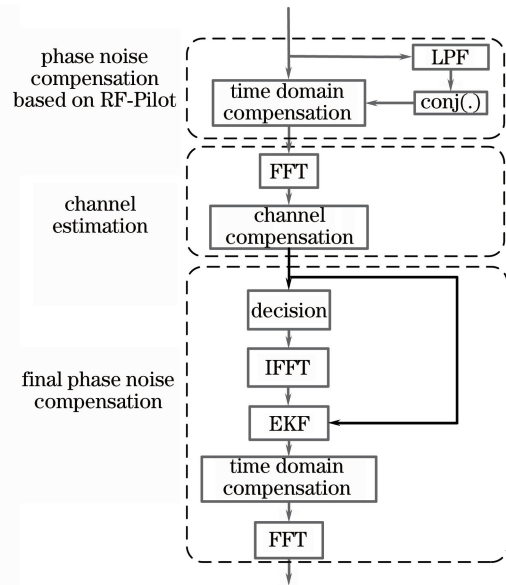 phase noise
compensation
based on RF-Pilot
LPF
time domain
compensation
conj(.)
FFT
channel
estimation
channel
compensation
decision
IFFT
final phase noise
compensation
EKF
time domain
compensation
FFT